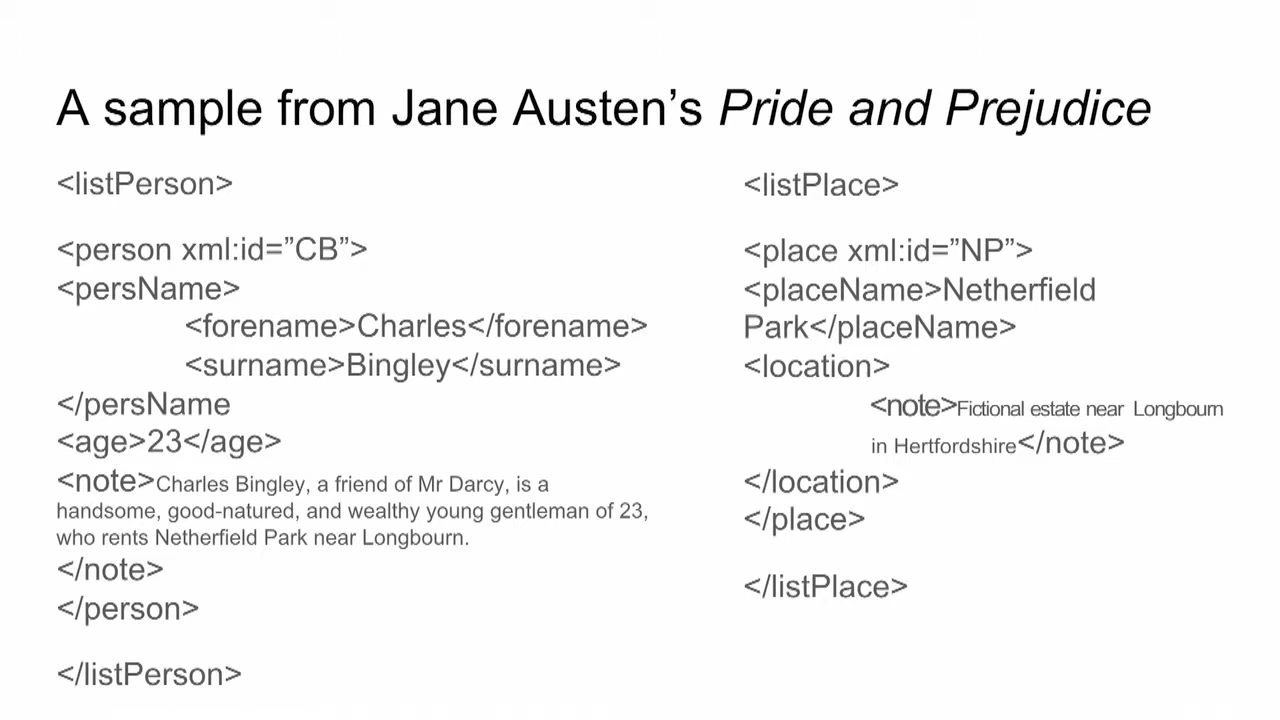 A sample from Jane Austen’s Pride and Prejudice
<listPerson>
<person xml:id=”CB”>
<persName>
<forename>Charles</forename>
<surname>Bingley</surname>
</persName
<age>23</age>
<note>Charles Bingley, a friend of Mr Darcy, is a
handsome, good-natured, and wealthy young gentleman of 23,
who rents Netherfield Park near Longbourn.
</note>
</person>
</listPerson>
<listPlace>
<place xml:id=”NP”>
<placeName>Netherfield
Park</placeName>
<location>
<note>Fictional estate near Longbourn
in Hertfordshire</note>
</location>
</place>
</listPlace>